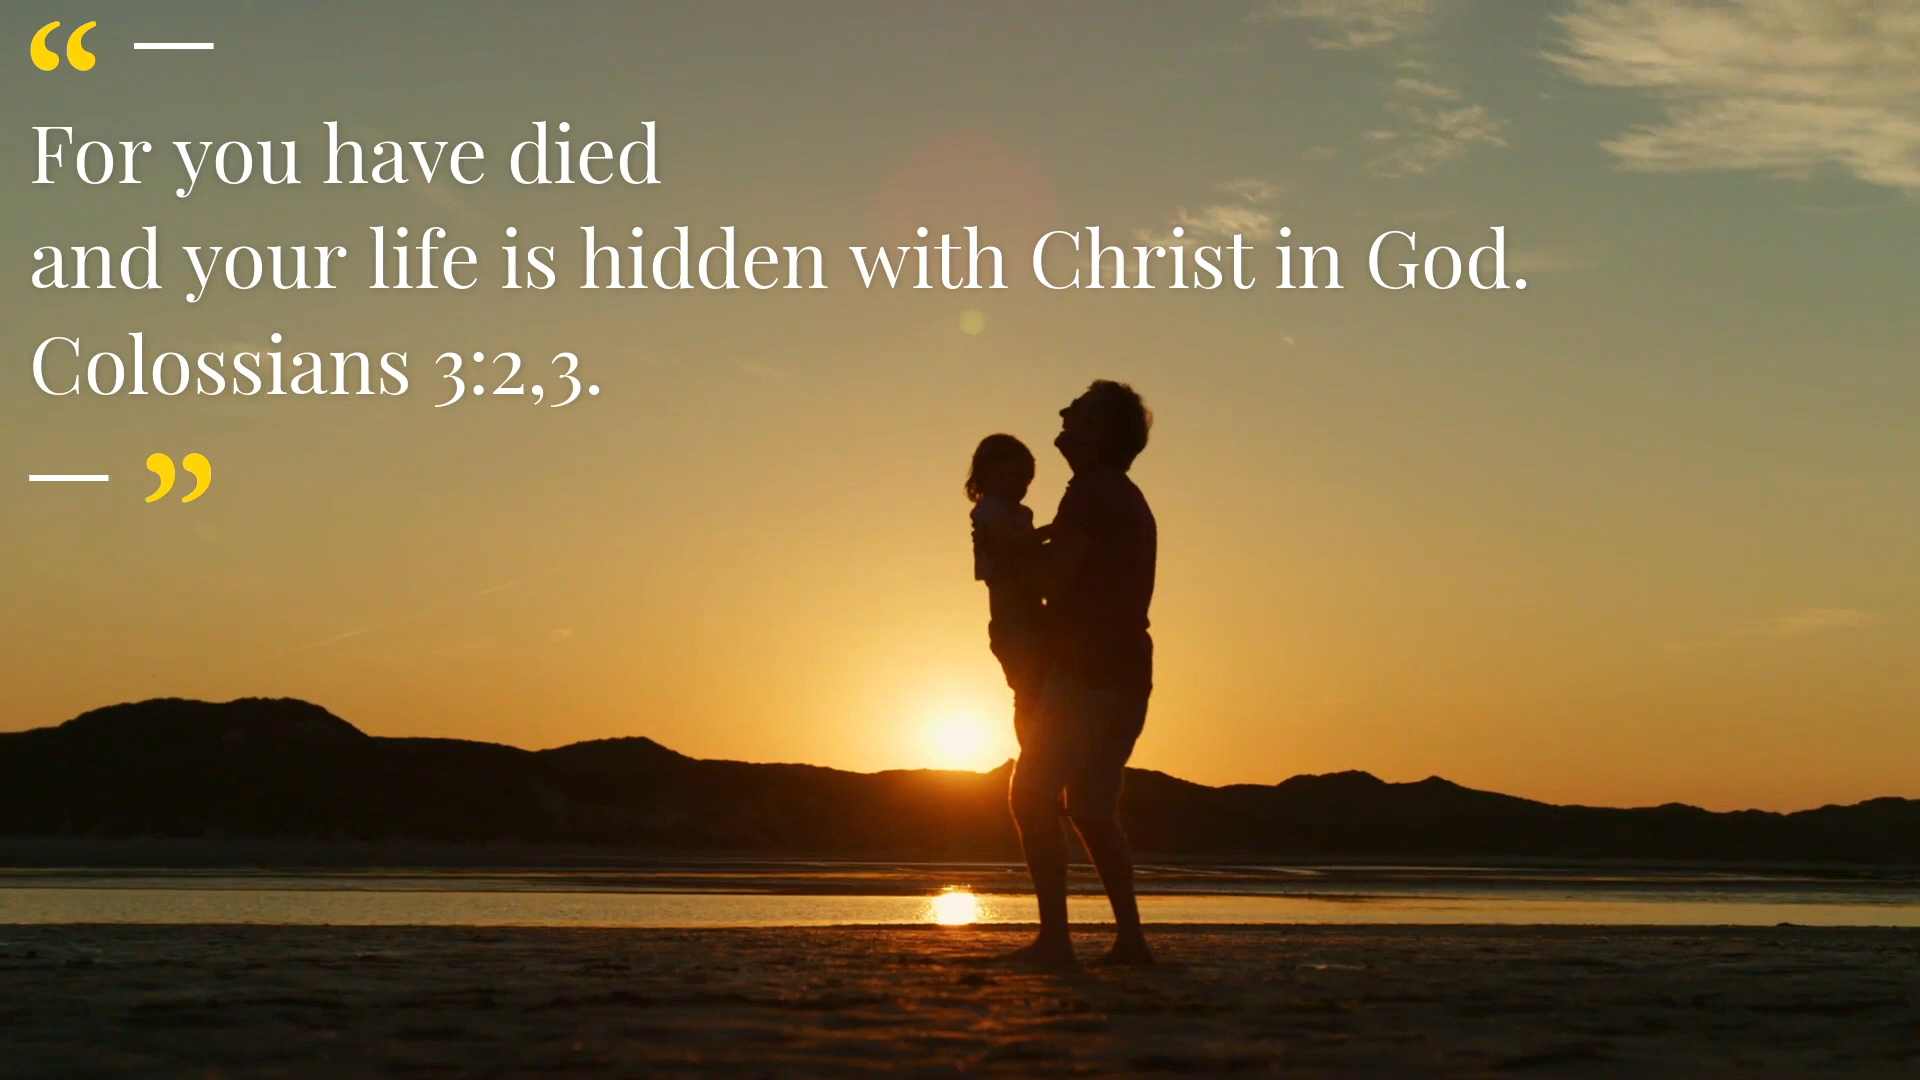 “ —
For you have died
and your life is hidden with Christ in God.
Colossians 3:2,3.
— ”